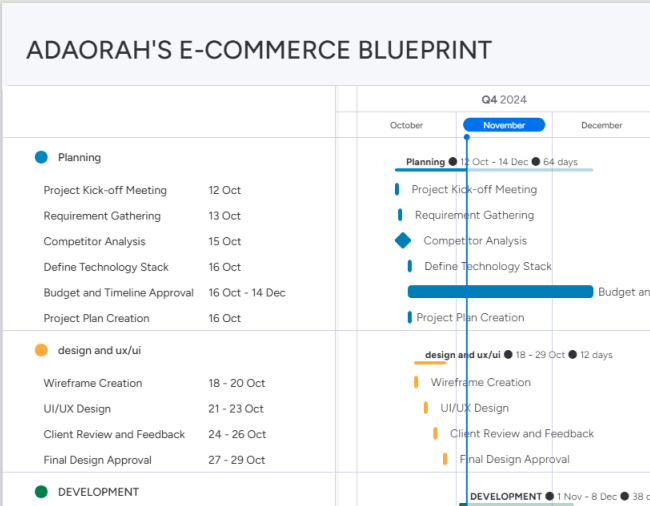 ADAORAH'S E-COMMERCE BLUEPRINT
Q4 2024
October November December
Planning
Planning ● 12 Oct - 14 Dec ● 64 days
Project Kick-off Meeting 12 Oct Project Kick-off Meeting
Requirement Gathering 13 Oct Requirement Gathering
Competitor Analysis 15 Oct Competitor Analysis
Define Technology Stack 16 Oct Define Technology Stack
Budget and Timeline Approval 16 Oct - 14 Dec Budget an
Project Plan Creation 16 Oct Project Plan Creation
design and ux/ui
design and ux/ui ● 18 - 29 Oct ● 12 days
Wireframe Creation 18 - 20 Oct Wireframe Creation
UI/UX Design 21 - 23 Oct UI/UX Design
Client Review and Feedback 24 - 26 Oct Client Review and Feedback
Final Design Approval 27 - 29 Oct Final Design Approval
DEVELOPMENT
DEVELOPMENT ● 1 Nov - 8 Dec ● 38 d